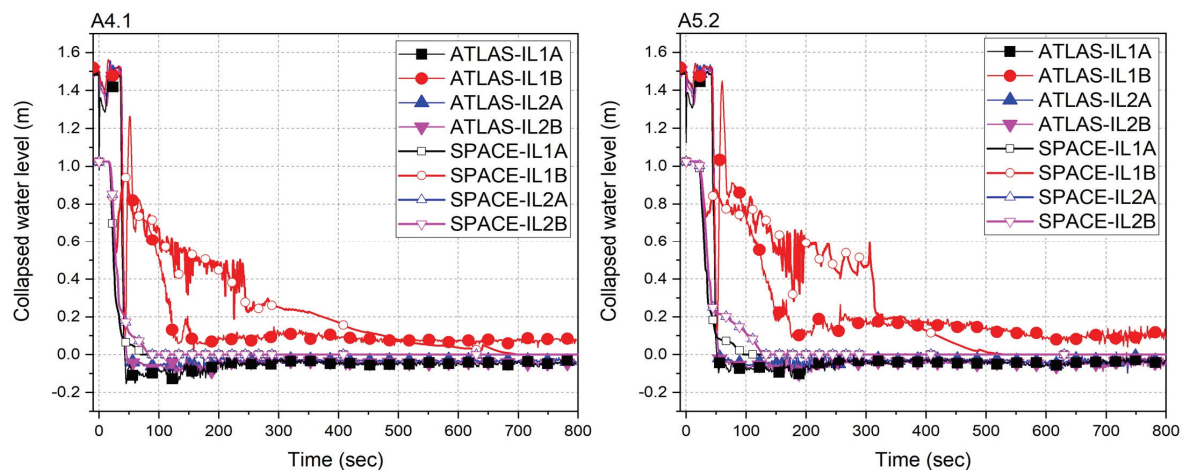 A4.1
1.6
1.4
1.2
1.0
0.8
0.6
0.4
0.2
0.0
-0.2
Collapsed water level (m)
ATLAS-IL1A
ATLAS-IL1B
ATLAS-IL2A
ATLAS-IL2B
SPACE-IL1A
SPACE-IL1B
SPACE-IL2A
SPACE-IL2B
0 100 200 300 400 500 600 700 800
Time (sec)
A5.2
1.6
1.4
1.2
1.0
0.8
0.6
0.4
0.2
0.0
-0.2
Collapsed water level (m)
ATLAS-IL1A
ATLAS-IL1B
ATLAS-IL2A
ATLAS-IL2B
SPACE-IL1A
SPACE-IL1B
SPACE-IL2A
SPACE-IL2B
0 100 200 300 400 500 600 700 800
Time (sec)